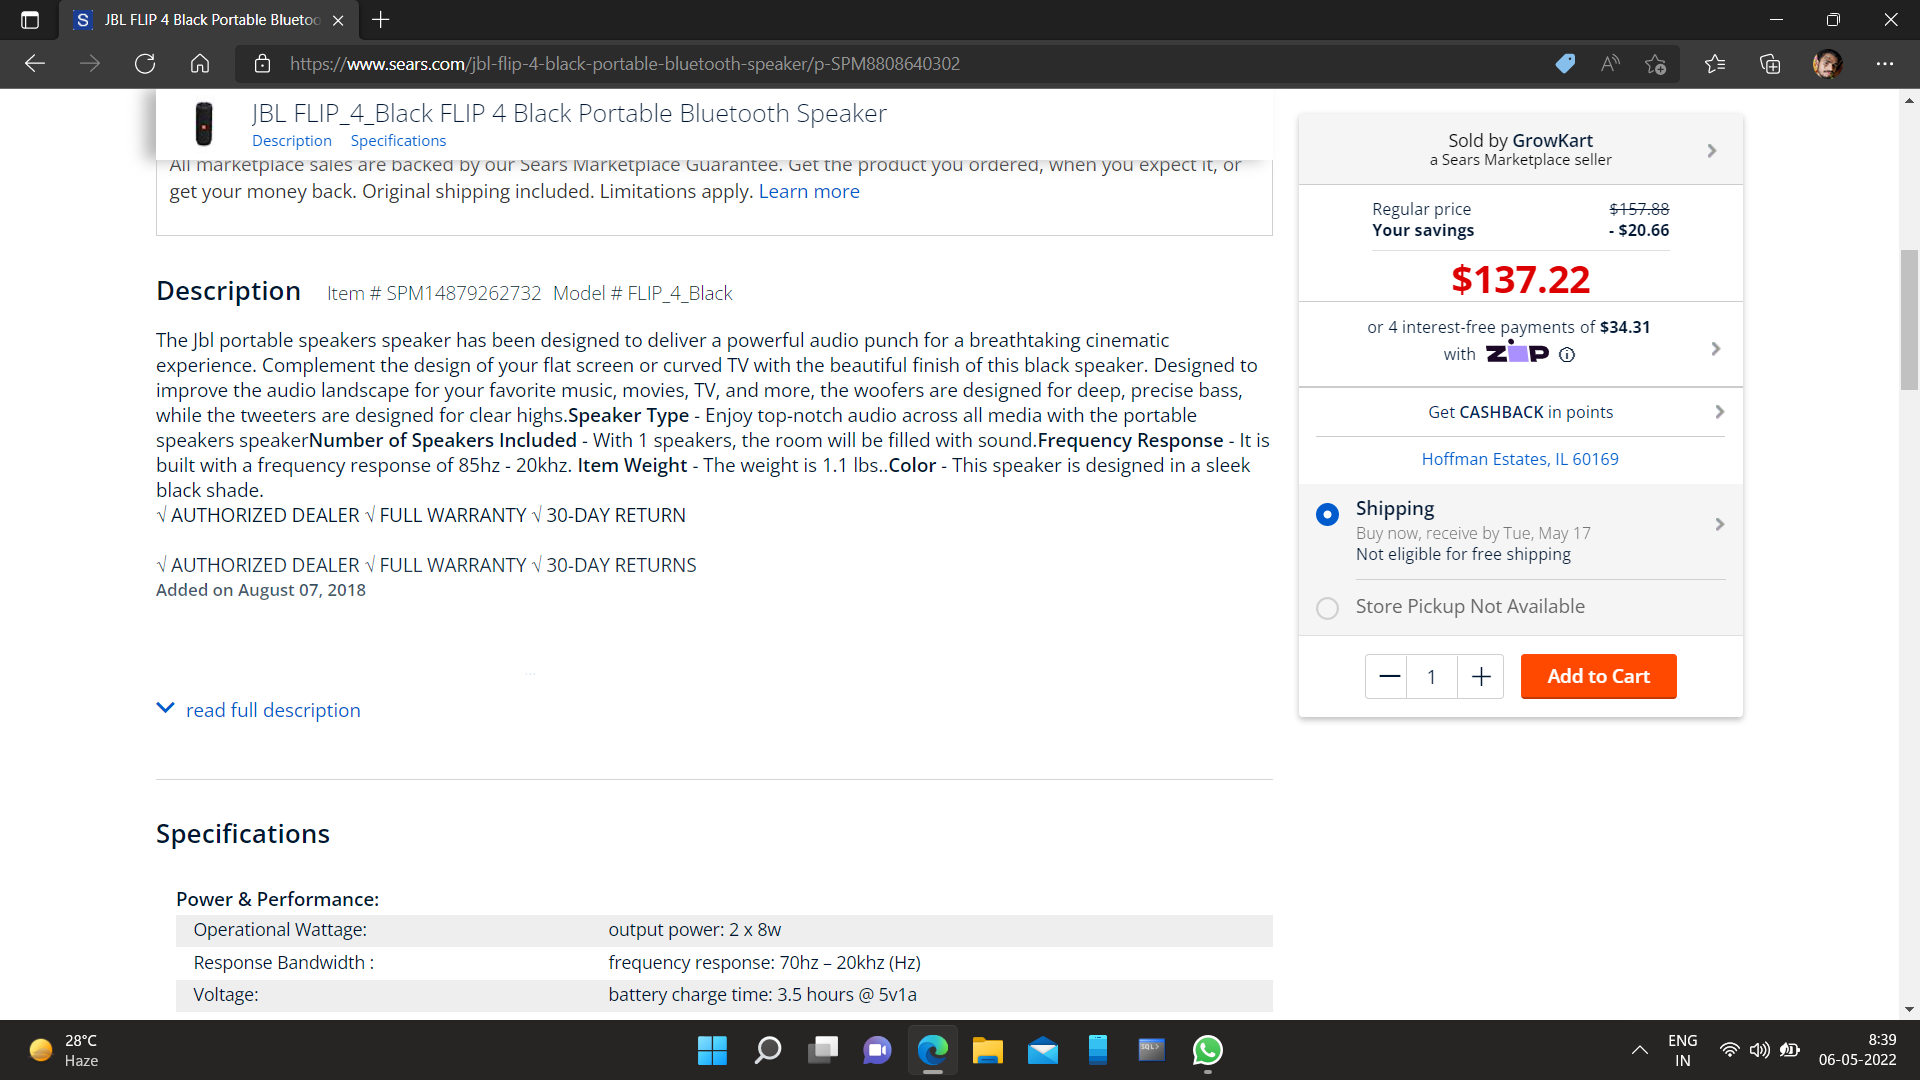 JBL FLIP 4 Black Portable Bluetoo
https://www.sears.com/jbl-flip-4-black-portable-bluetooth-speaker/p-SPM8808640302
JBL FLIP_4_Black FLIP 4 Black Portable Bluetooth Speaker
Description Specifications
All marketplace sales are backed by our Sears Marketplace Guarantee. Get the product you ordered, when you expect it, or
get your money back. Original shipping included. Limitations apply. Learn more
Description Item # SPM14879262732 Model # FLIP_4_Black
The Jbl portable speakers speaker has been designed to deliver a powerful audio punch for a breathtaking cinematic
experience. Complement the design of your flat screen or curved TV with the beautiful finish of this black speaker. Designed to
improve the audio landscape for your favorite music, movies, TV, and more, the woofers are designed for deep, precise bass,
while the tweeters are designed for clear highs.Speaker Type - Enjoy top-notch audio across all media with the portable
speakers speakerNumber of Speakers Included - With 1 speakers, the room will be filled with sound.Frequency Response - It is
built with a frequency response of 85hz - 20khz. Item Weight - The weight is 1.1 lbs..Color - This speaker is designed in a sleek
black shade.
√ AUTHORIZED DEALER √ FULL WARRANTY √ 30-DAY RETURN
√ AUTHORIZED DEALER √ FULL WARRANTY √ 30-DAY RETURNS
Added on August 07, 2018
read full description
Specifications
Power & Performance:
Operational Wattage: output power: 2 x 8w
Response Bandwidth : frequency response: 70hz – 20khz (Hz)
Voltage: battery charge time: 3.5 hours @ 5v1a
Sold by GrowKart
a Sears Marketplace seller
Regular price $157.88
Your savings - $20.66
$137.22
or 4 interest-free payments of $34.31
with ZIP
Get CASHBACK in points
Hoffman Estates, IL 60169
Shipping
Buy now, receive by Tue, May 17
Not eligible for free shipping
Store Pickup Not Available
1 Add to Cart
28°C
Haze
ENG
IN
8:39
06-05-2022